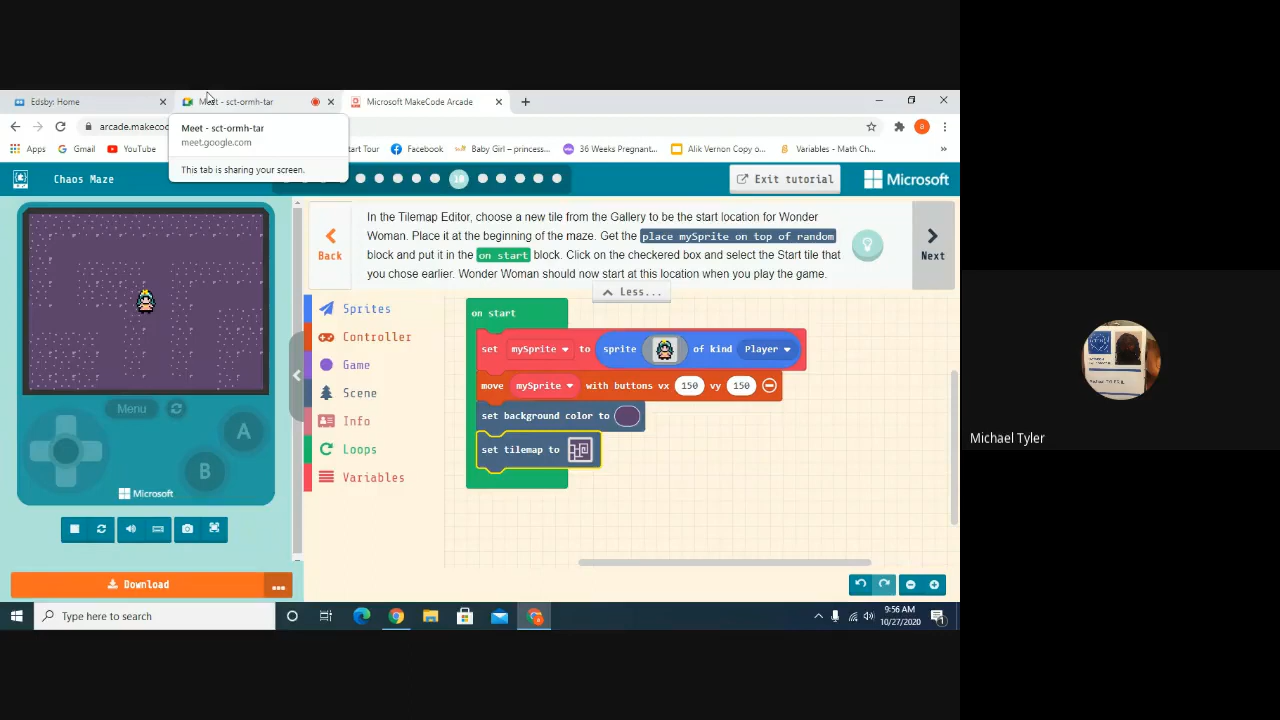 Edsby: Home
Meet - sct-ormh-tar
Microsoft MakeCode Arcade
arcade.makecod
Meet - sct-ormh-tar
meet.google.com
This tab is sharing your screen.
Apps
Gmail
YouTube
tart Tour
Facebook
Baby Girl – princess...
36 Weeks Pregnant...
Alik Vernon Copy o...
Variables - Math Ch...
Chaos Maze
10
Exit tutorial
Microsoft
Back
In the Tilemap Editor, choose a new tile from the Gallery to be the start location for Wonder
Woman. Place it at the beginning of the maze. Get the place mySprite on top of random
block and put it in the on start block. Click on the checkered box and select the Start tile that
you chose earlier. Wonder Woman should now start at this location when you play the game.
Next
Less...
Sprites
Controller
Game
Scene
Info
Loops
Variables
on start
set mySprite to sprite of kind Player
move mySprite with buttons vx 150 vy 150
set background color to
set tilemap to
Menu
A
B
Microsoft
Download
Type here to search
9:56 AM
10/27/2020
Michael Tyler